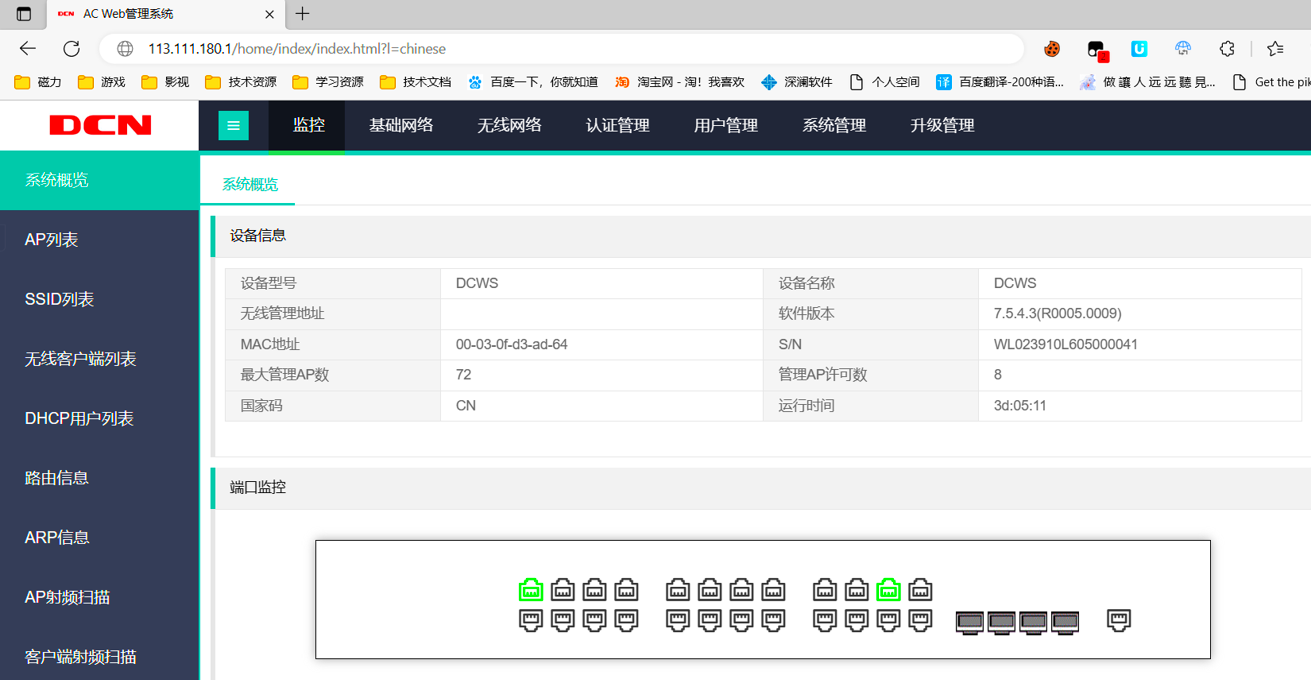 DCN AC Web管理系统
113.111.180.1/home/index/index.html?l=chinese
磁力 游戏 影视 技术资源 学习资源 技术文档 百度一下，你就知道 淘宝网 - 淘！我喜欢 深澜软件 个人空间 译 百度翻译-200种语... 做 讓 人 远 远 聽 見... Get the pik
DCN 监控 基础网络 无线网络 认证管理 用户管理 系统管理 升级管理
系统概览
AP列表
SSID列表
无线客户端列表
DHCP用户列表
路由信息
ARP信息
AP射频扫描
客户端射频扫描
系统概览
设备信息
设备型号 DCWS 设备名称 DCWS
无线管理地址 软件版本 7.5.4.3(R0005.0009)
MAC地址 00-03-0f-d3-ad-64 S/N WL023910L605000041
最大管理AP数 72 管理AP许可数 8
国家码 CN 运行时间 3d:05:11
端口监控